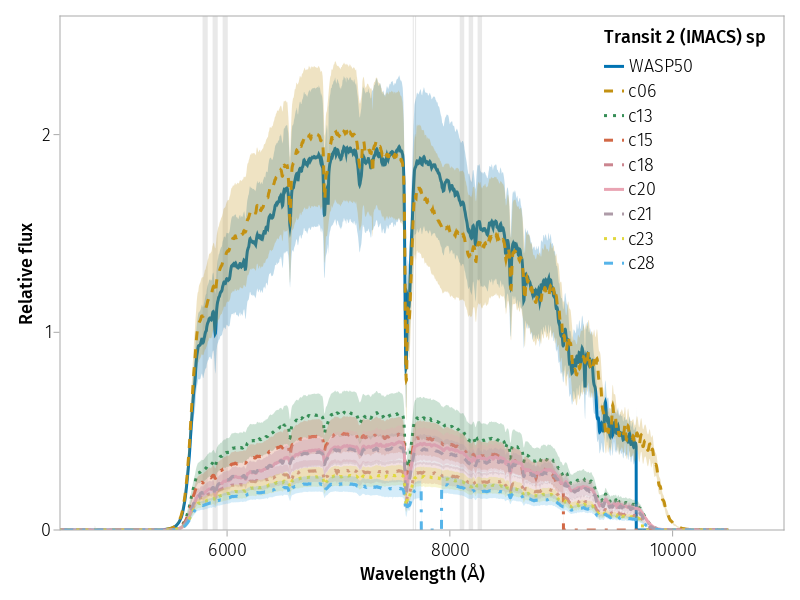 Transit 2 (IMACS) sp
WASP50
c06
c13
c15
c18
c20
c21
c23
c28
Relative flux
2
1
0
6000
8000
10000
Wavelength (Å)